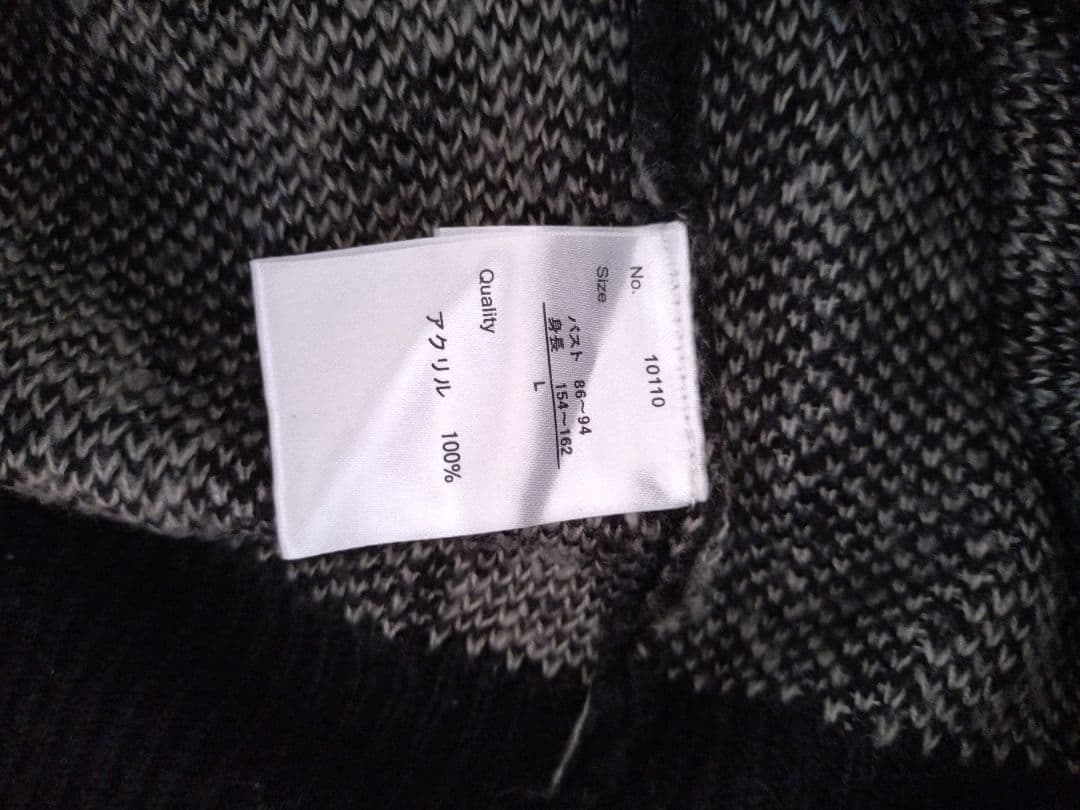 No. 10110
Size
バスト 86～94
身長 154～162
L
Quality
アクリル 100%